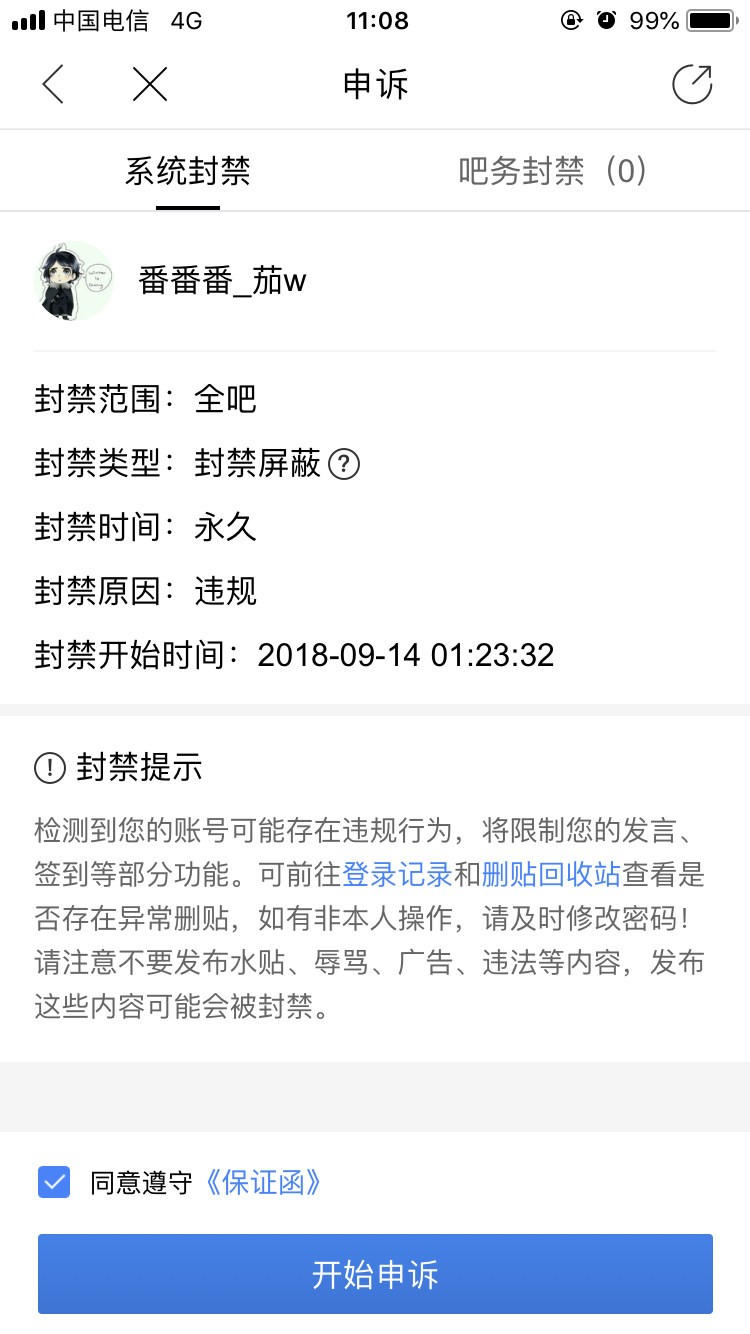 中国电信 4G 11:08 99%
申诉
系统封禁 吧务封禁（0）
番番番_茄w
封禁范围：全吧
封禁类型：封禁屏蔽?
封禁时间：永久
封禁原因：违规
封禁开始时间：2018-09-14 01:23:32
封禁提示
检测到您的账号可能存在违规行为，将限制您的发言、
签到等部分功能。可前往登录记录和删贴回收站查看是
否存在异常删贴，如有非本人操作，请及时修改密码！
请注意不要发布水贴、辱骂、广告、违法等内容，发布
这些内容可能会被封禁。
同意遵守《保证函》
开始申诉